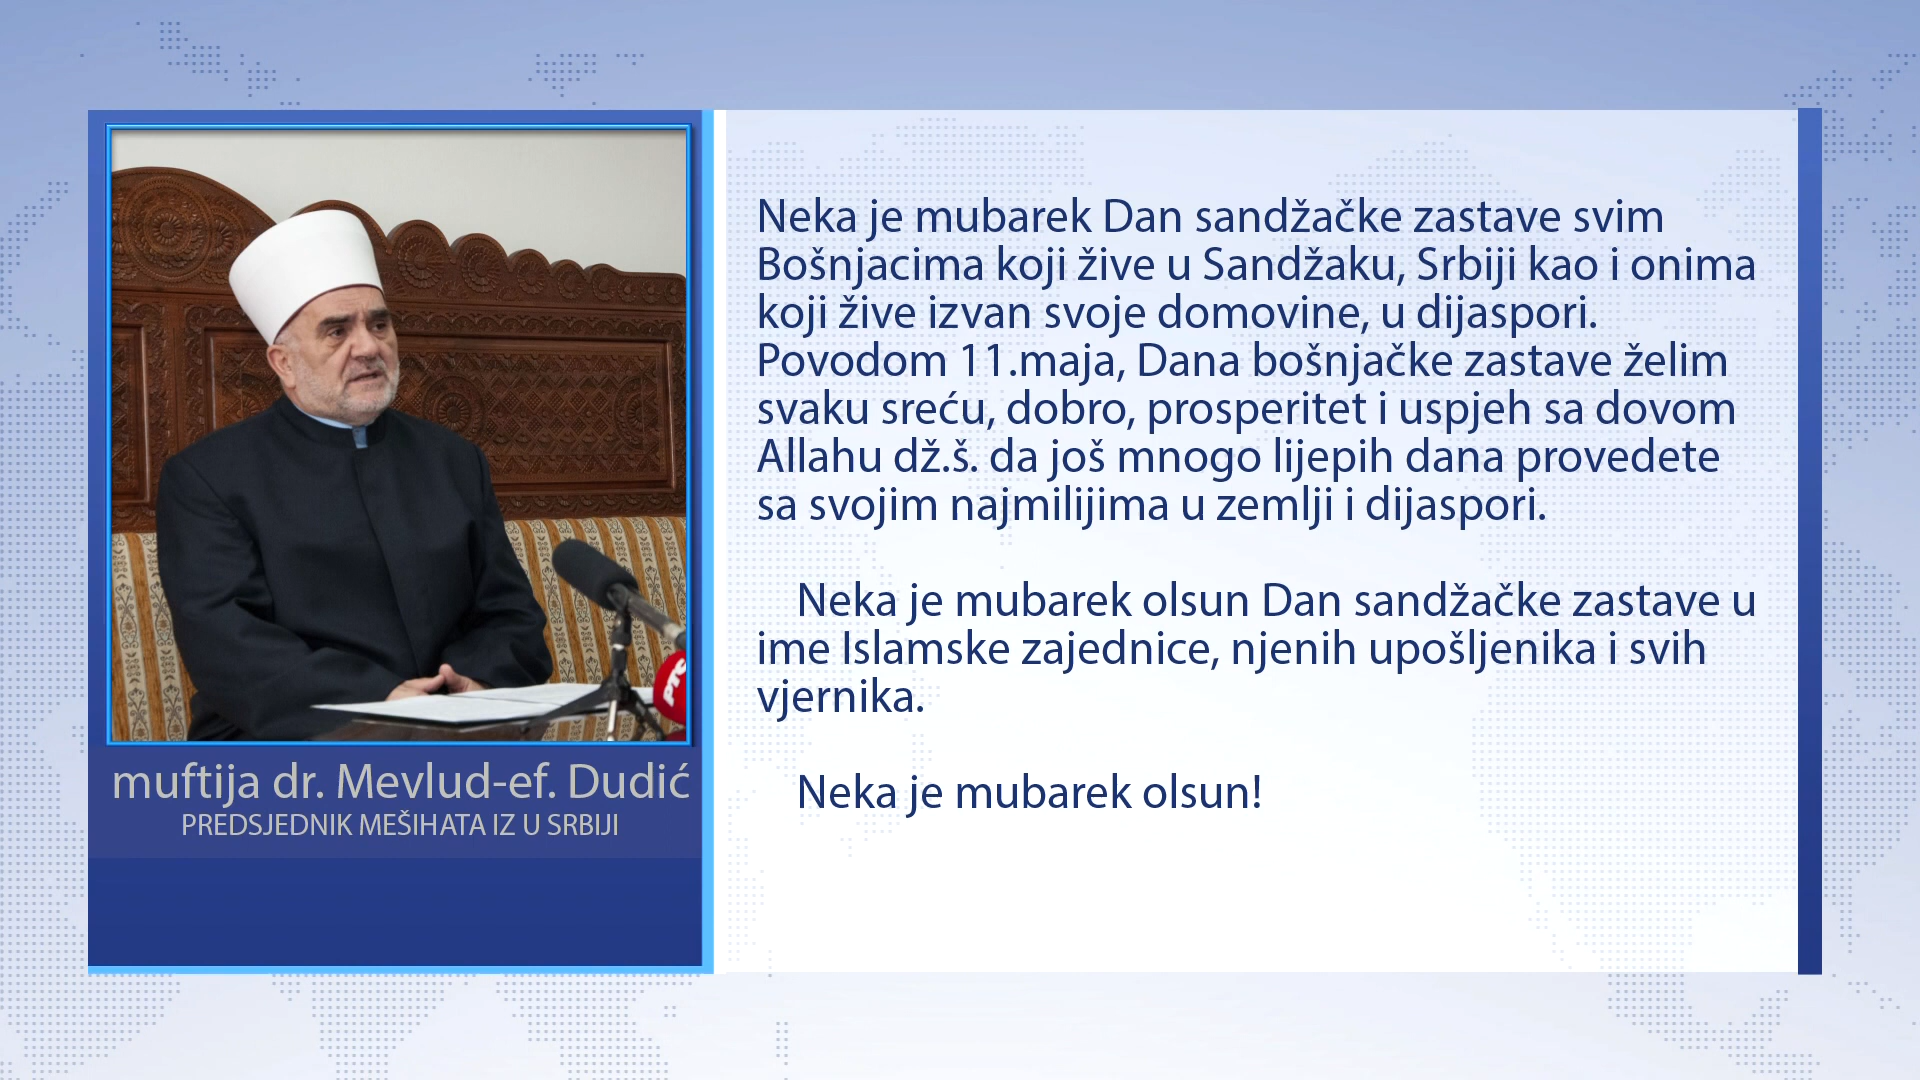 muftija dr. Mevlud-ef. Dudić
PREDSJEDNIK MEŠIHATA IZ U SRBIJI
Neka je mubarek Dan sandžačke zastave svim
Bošnjacima koji žive u Sandžaku, Srbiji kao i onima
koji žive izvan svoje domovine, u dijaspori.
Povodom 11.maja, Dana bošnjačke zastave želim
svaku sreću, dobro, prosperitet i uspjeh sa dovom
Allahu dž.š. da još mnogo lijepih dana provedete
sa svojim najmilijima u zemlji i dijaspori.
Neka je mubarek olsun Dan sandžačke zastave u
ime Islamske zajednice, njenih upošljenika i svih
vjernika.
Neka je mubarek olsun!